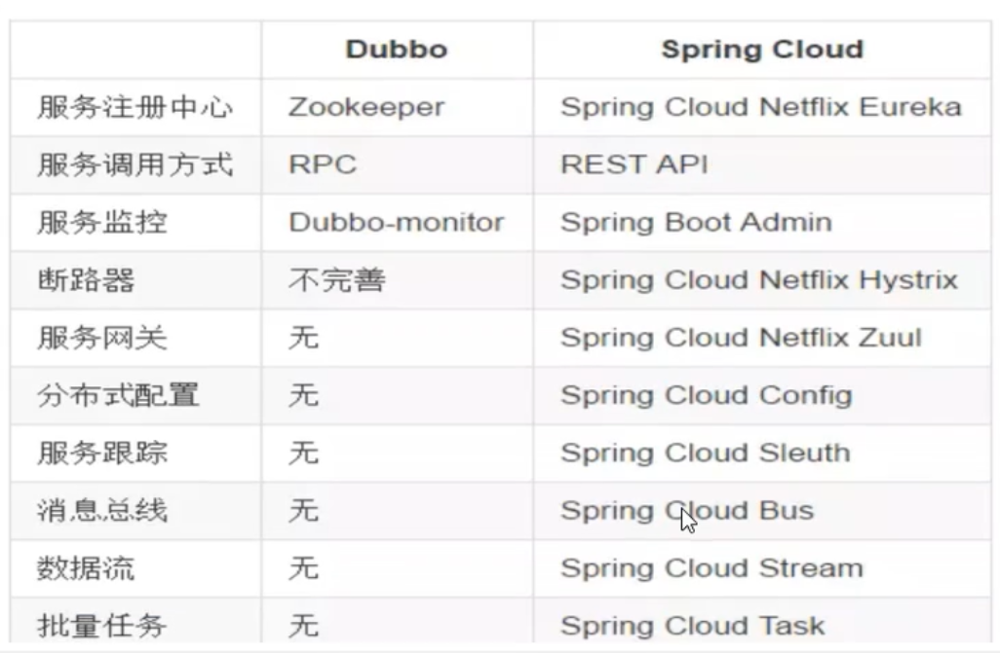 Dubbo Spring Cloud
服务注册中心 Zookeeper Spring Cloud Netflix Eureka
服务调用方式 RPC REST API
服务监控 Dubbo-monitor Spring Boot Admin
断路器 不完善 Spring Cloud Netflix Hystrix
服务网关 无 Spring Cloud Netflix Zuul
分布式配置 无 Spring Cloud Config
服务跟踪 无 Spring Cloud Sleuth
消息总线 无 Spring Cloud Bus
数据流 无 Spring Cloud Stream
批量任务 无 Spring Cloud Task